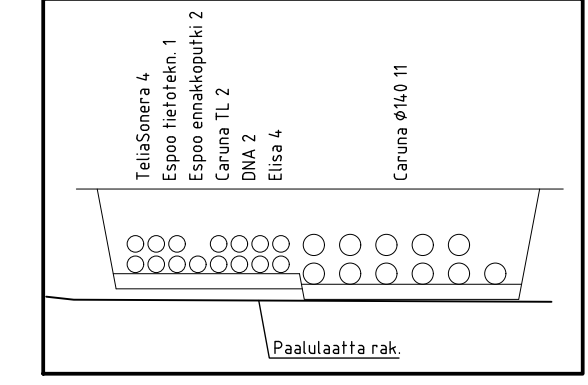 TeliaSonera 4
Espoo tietotekn. 1
Espoo ennakkoputki 2
Caruna TL 2
DNA 2
Elisa 4
Caruna Ø140 11
Paalulaatta rak.